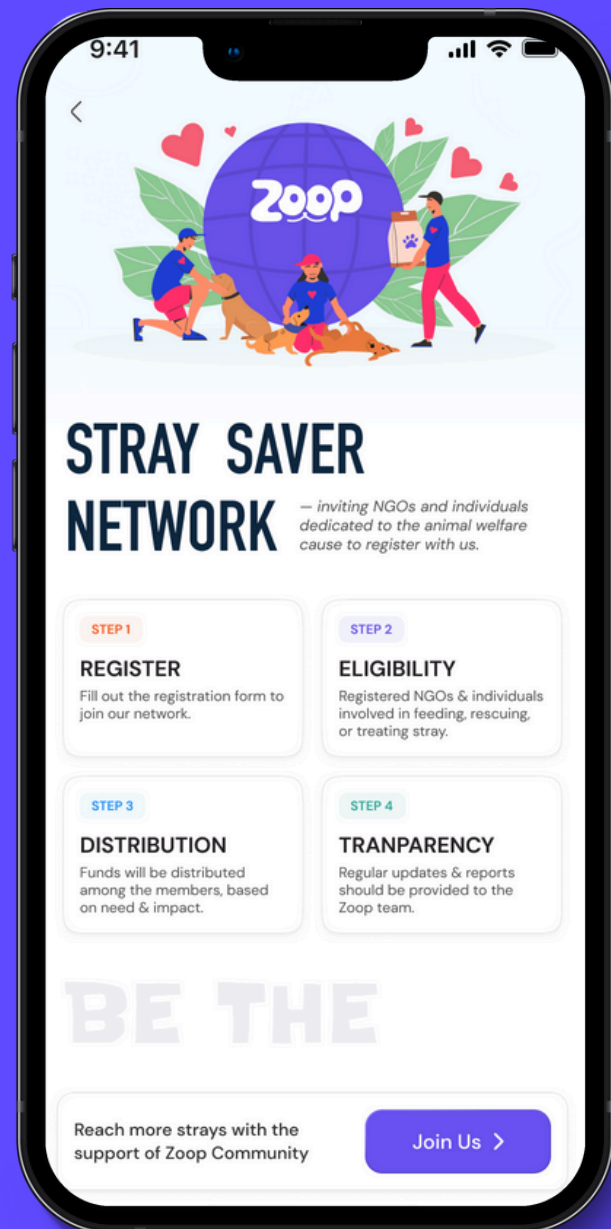 9:41
Zoop
STRAY SAVER
NETWORK
— inviting NGOs and individuals
dedicated to the animal welfare
cause to register with us.
STEP 1
REGISTER
Fill out the registration form to
join our network.
STEP 2
ELIGIBILITY
Registered NGOs & individuals
involved in feeding, rescuing,
or treating stray.
STEP 3
DISTRIBUTION
Funds will be distributed
among the members, based
on need & impact.
STEP 4
TRANPARENCY
Regular updates & reports
should be provided to the
Zoop team.
BE THE
Reach more strays with the
support of Zoop Community
Join Us